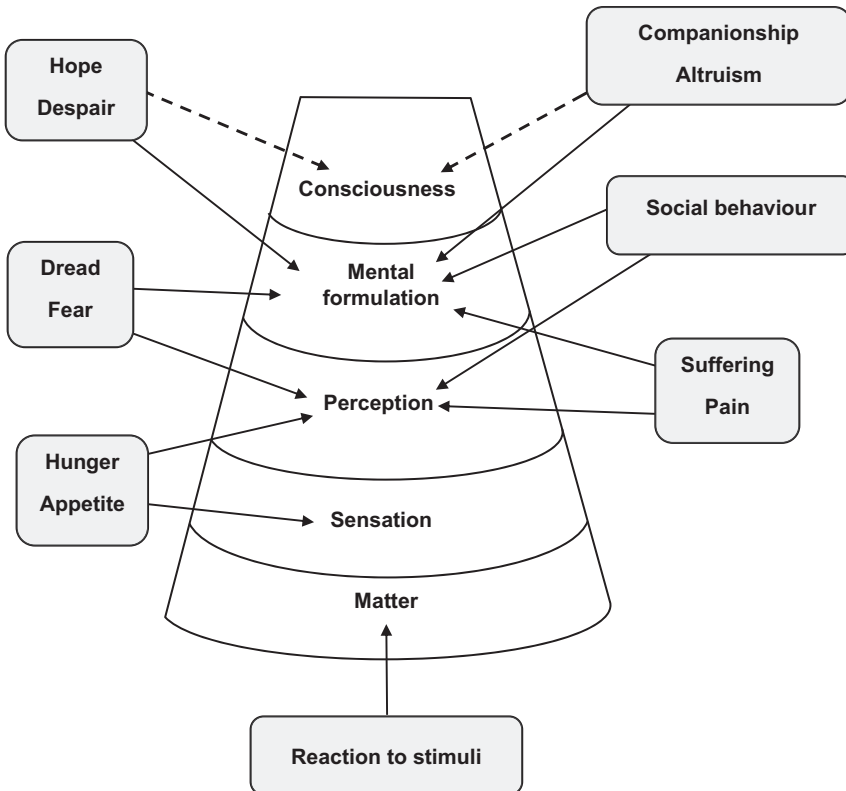 Hope
Despair
Companionship
Altruism
Consciousness
Social behaviour
Dread
Fear
Mental
formulation
Suffering
Pain
Perception
Hunger
Appetite
Sensation
Matter
Reaction to stimuli